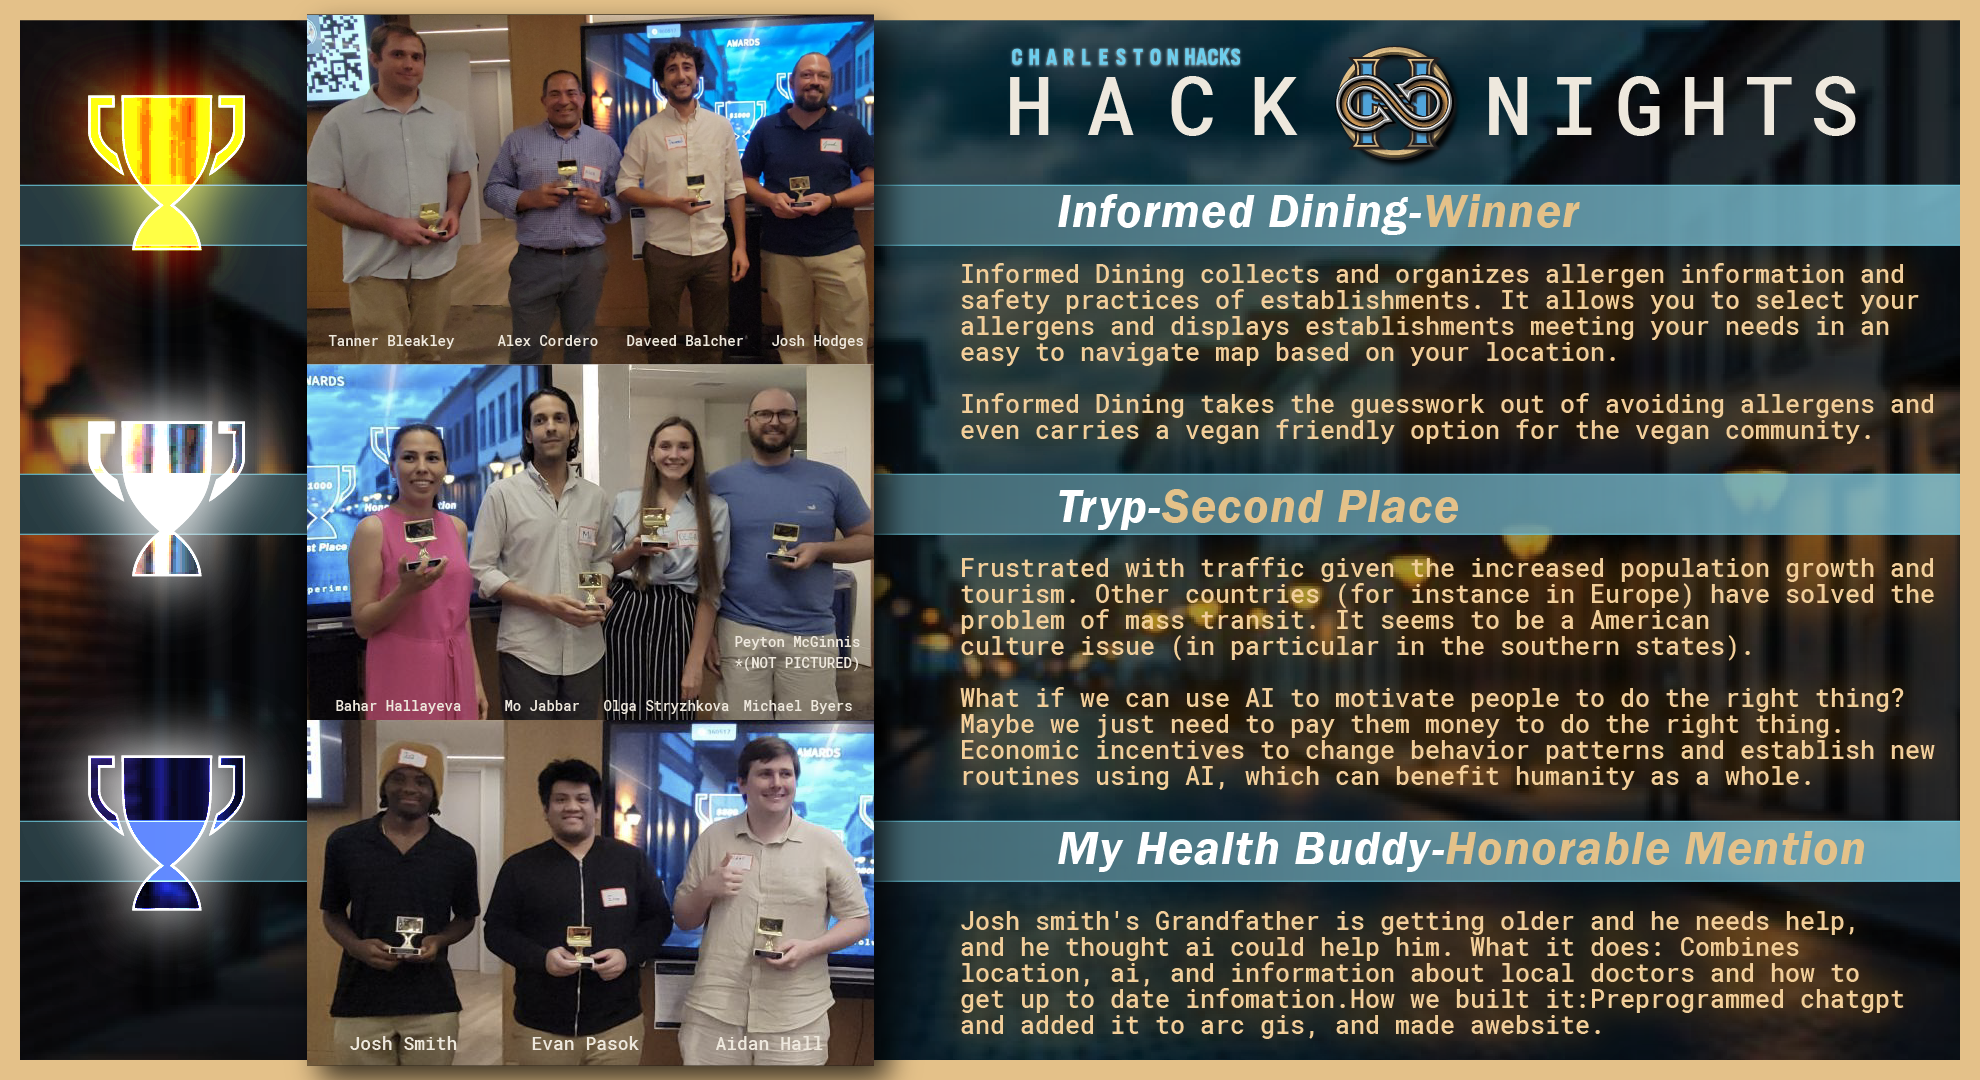 CHARLESTONHACKS
HACK NIGHTS
AWARDS
$1000
Tanner Bleakley Alex Cordero Daveed Balcher Josh Hodges
Informed Dining-Winner
Informed Dining collects and organizes allergen information and
safety practices of establishments. It allows you to select your
allergens and displays establishments meeting your needs in an
easy to navigate map based on your location.
Informed Dining takes the guesswork out of avoiding allergens and
even carries a vegan friendly option for the vegan community.
WARDS
1000
st Place
perime
Peyton McGinnis
*(NOT PICTURED)
Bahar Hallayeva Mo Jabbar Olga Stryzhkova Michael Byers
Tryp-Second Place
Frustrated with traffic given the increased population growth and
tourism. Other countries (for instance in Europe) have solved the
problem of mass transit. It seems to be a American
culture issue (in particular in the southern states).
What if we can use AI to motivate people to do the right thing?
Maybe we just need to pay them money to do the right thing.
Economic incentives to change behavior patterns and establish new
routines using AI, which can benefit humanity as a whole.
AWARDS
Josh Smith Evan Pasok Aidan Hall
My Health Buddy-Honorable Mention
Josh smith's Grandfather is getting older and he needs help,
and he thought ai could help him. What it does: Combines
location, ai, and information about local doctors and how to
get up to date infomation.How we built it:Preprogrammed chatgpt
and added it to arc gis, and made awebsite.